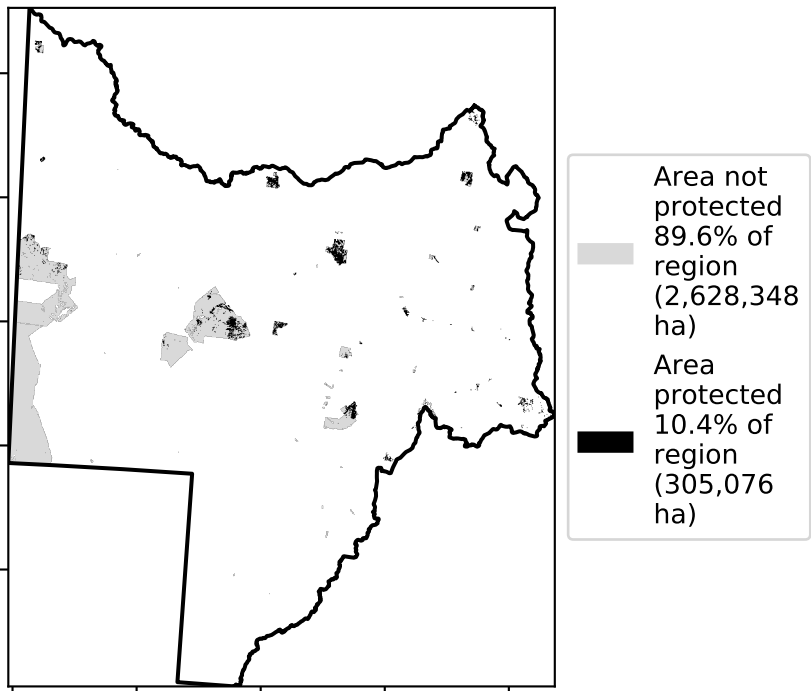 Area not
protected
89.6% of
region
(2,628,348
ha)
Area
protected
10.4% of
region
(305,076
ha)